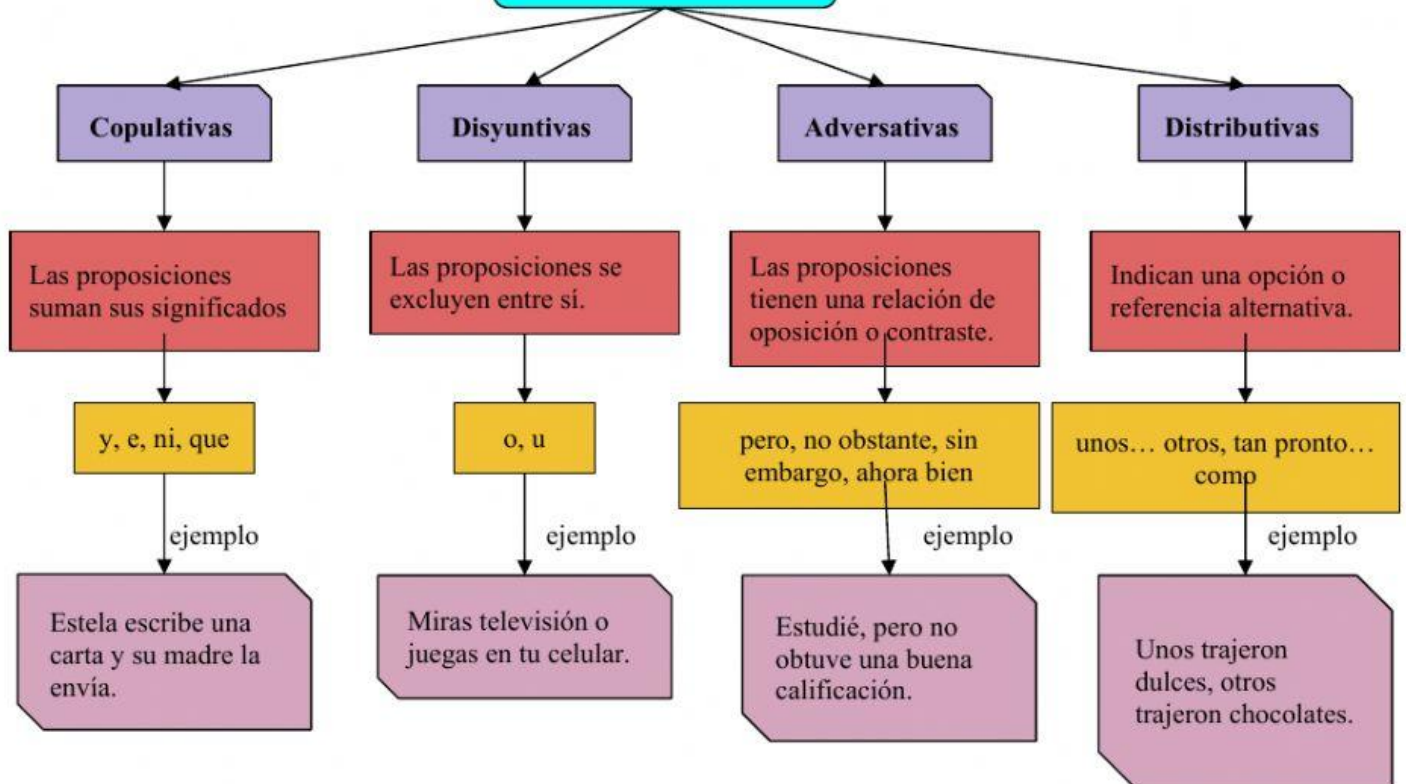 Copulativas
Disyuntivas
Adversativas
Distributivas
Las proposiciones
suman sus significados
Las proposiciones se
excluyen entre sí.
Las proposiciones
tienen una relación de
oposición o contraste.
Indican una opción o
referencia alternativa.
y, e, ni, que
o, u
pero, no obstante, sin
embargo, ahora bien
unos… otros, tan pronto…
como
ejemplo
ejemplo
ejemplo
ejemplo
Estela escribe una
carta y su madre la
envía.
Miras televisión o
juegas en tu celular.
Estudié, pero no
obtuve una buena
calificación.
Unos trajeron
dulces, otros
trajeron chocolates.